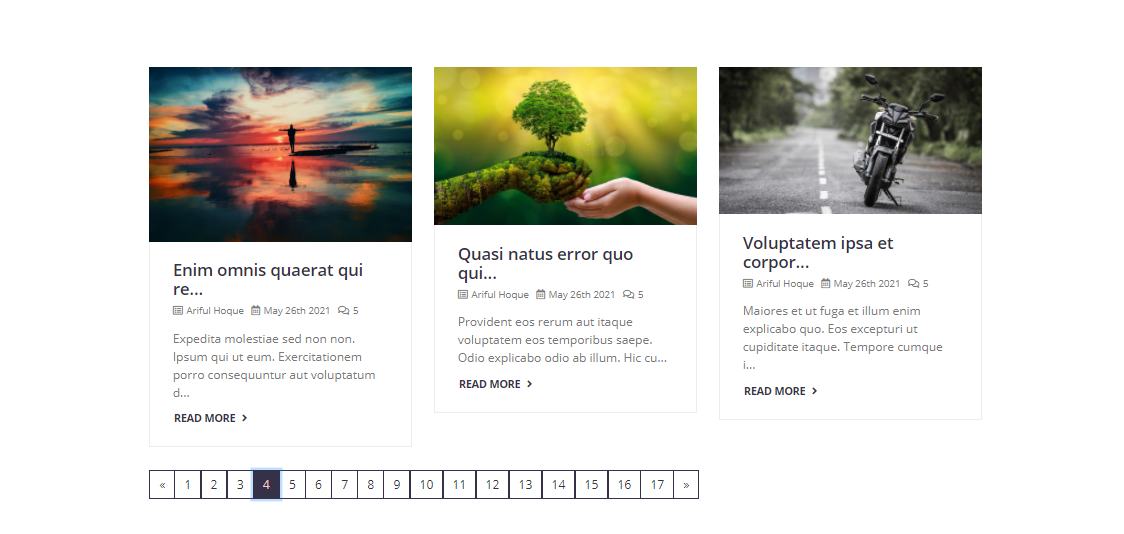 Enim omnis quaerat qui
re...
Ariful Hoque May 26th 2021 5
Expedita molestiae sed non non.
Ipsum qui ut eum. Exercitationem
porro consequuntur aut voluptatum
d...
READ MORE
Quasi natus error quo
qui...
Ariful Hoque May 26th 2021 5
Provident eos rerum aut itaque
voluptatem eos temporibus saepe.
Odio explicabo odio ab illum. Hic cu...
READ MORE
Voluptatem ipsa et
corpor...
Ariful Hoque May 26th 2021 5
Maiores et ut fuga et illum enim
explicabo quo. Eos excepturi ut
cupiditate itaque. Tempore cumque
i...
READ MORE
« 1 2 3 4 5 6 7 8 9 10 11 12 13 14 15 16 17 »